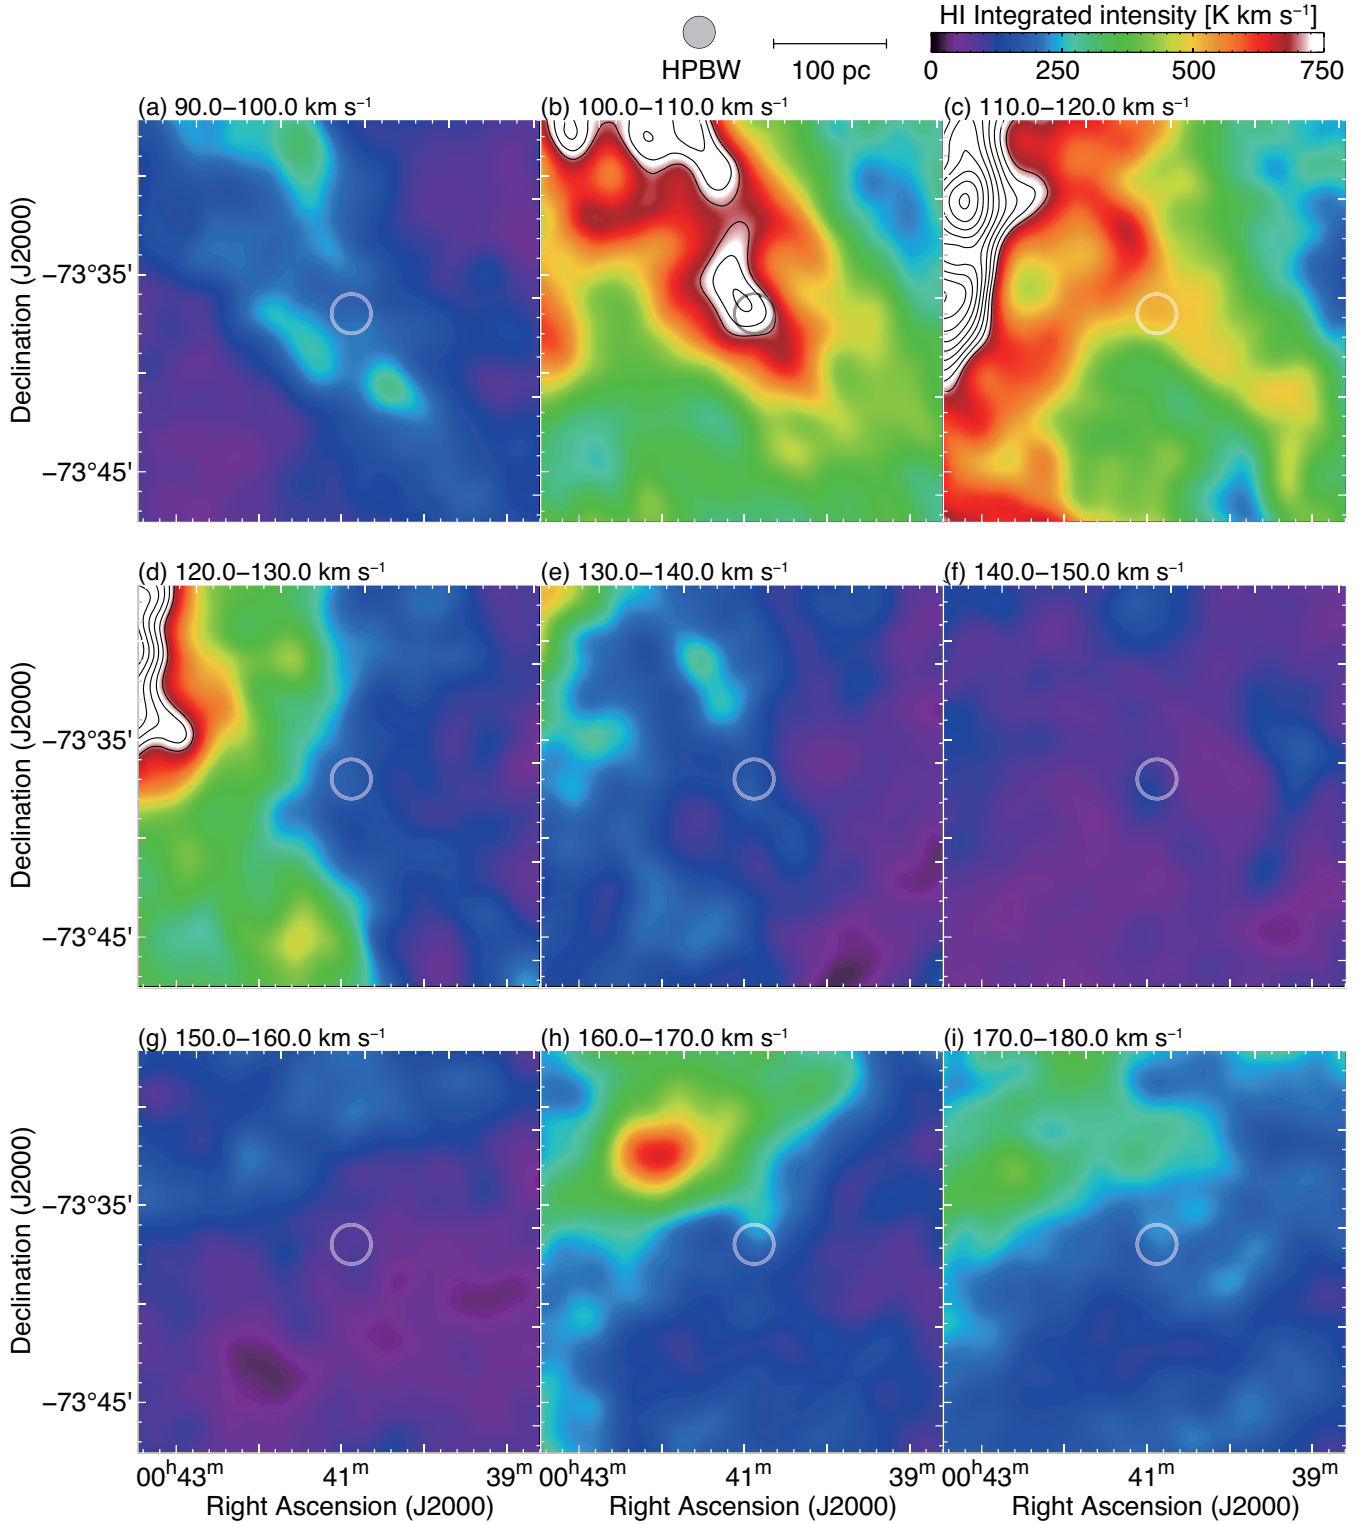 HI Integrated intensity [K km s⁻¹]
HPBW 100 pc 0 250 500 750
(a) 90.0−100.0 km s⁻¹ (b) 100.0−110.0 km s⁻¹ (c) 110.0−120.0 km s⁻¹
Declination (J2000)
−73°35'
−73°45'
(d) 120.0−130.0 km s⁻¹ (e) 130.0−140.0 km s⁻¹ (f) 140.0−150.0 km s⁻¹
Declination (J2000)
−73°35'
−73°45'
(g) 150.0−160.0 km s⁻¹ (h) 160.0−170.0 km s⁻¹ (i) 170.0−180.0 km s⁻¹
Declination (J2000)
−73°35'
−73°45'
00ʰ43ᵐ 41ᵐ 39ᵐ 00ʰ43ᵐ 41ᵐ 39ᵐ 00ʰ43ᵐ 41ᵐ 39ᵐ
Right Ascension (J2000) Right Ascension (J2000) Right Ascension (J2000)